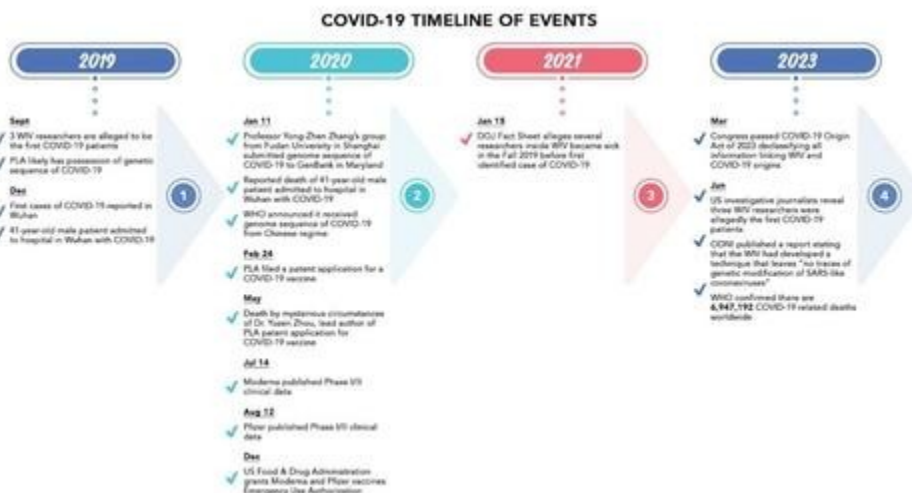 COVID-19 TIMELINE OF EVENTS
2019
Sept
3 WIV researchers are alleged to be
the first COVID-19 patients
PLA likely has possession of genetic
sequence of COVID-19
Dec
First cases of COVID-19 reported in
Wuhan
41-year-old male patient admitted
to hospital in Wuhan with COVID-19
1
2020
Jan 11
Professor Yong-Zhen Zhang's group
from Fudan University in Shanghai
submitted genome sequence of
COVID-19 to GenBank in Maryland
Reported death of 41-year-old male
patient admitted to hospital in
Wuhan with COVID-19
WHO announced it received
genome sequence of COVID-19
from Chinese regime
Feb 24
PLA filed a patent application for a
COVID-19 vaccine
May
Death by mysterious circumstances
of Dr. Yusen Zhou, lead author of
PLA patent application for
COVID-19 vaccine
Jul 14
Moderna published Phase I/II
clinical data
Aug 12
Pfizer published Phase I/II clinical
data
Dec
US Food & Drug Administration
grants Moderna and Pfizer vaccines
Emergency Use Authorization
2
2021
Jan 15
DOJ Fact Sheet alleges several
researchers inside WIV became sick
in the Fall 2019 before first
identified case of COVID-19
3
2023
Mar
Congress passed COVID-19 Origin
Act of 2023 declassifying all
information linking WIV and
COVID-19 origins
Jun
US investigative journalists reveal
three WIV researchers were
allegedly the first COVID-19
patients
ODNI published a report stating
that the WIV had developed a
technique that leaves "no traces of
genetic modification of SARS-like
coronaviruses"
WHO confirmed there are
6,947,192 COVID-19 related deaths
worldwide
4